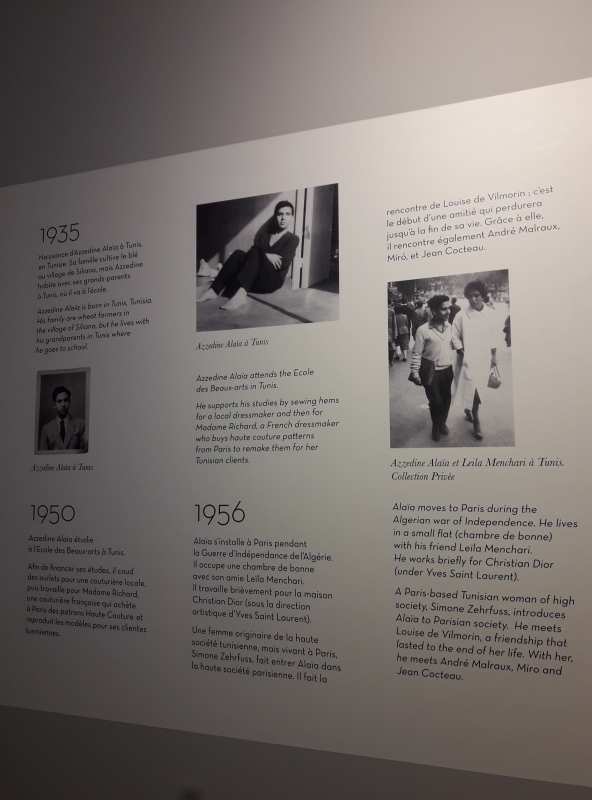 1935
Naissance d'Azzedine Alaïa à Tunis,
en Tunisie. Sa famille cultive le blé
au village de Siliana, mais Azzedine
habite avec ses grands-parents
à Tunis, ou il va à l'école.
Azzedine Alaïa is born in Tunis, Tunisia.
His family are wheat farmers in
the village of Siliana, but he lives with
his grandparents in Tunis where
he goes to school.
Azzedine Alaïa à Tunis
1950
Azzedine Alaïa étudie
à l'Ecole des Beaux-arts à Tunis.
Afin de financer ses études, il coud
des ourlets pour une couturière locale,
puis travaille pour Madame Richard,
une couturière française qui achète
à Paris des patrons Haute Couture et
reproduit les modèles pour ses clientes
tunisiennes.
Azzedine Alaïa à Tunis
Azzedine Alaïa attends the Ecole
des Beaux-arts in Tunis.
He supports his studies by sewing hems
for a local dressmaker and then for
Madame Richard, a French dressmaker
who buys haute couture patterns
from Paris to remake them for her
Tunisian clients.
1956
Alaïa s'installe à Paris pendant
la Guerre d'Indépendance de l'Algérie.
Il occupe une chambre de bonne
avec son amie Leïla Menchari.
Il travaille brièvement pour la maison
Christian Dior (sous la direction
artistique d'Yves Saint Laurent).
Une femme originaire de la haute
société tunisienne, mais vivant à Paris,
Simone Zehrfuss, fait entrer Alaïa dans
la haute société parisienne. Il fait la
rencontre de Louise de Vilmorin ; c'est
le début d'une amitié qui perdurera
jusqu'à la fin de sa vie. Grâce à elle,
il rencontre également André Malraux,
Miró, et Jean Cocteau.
Azzedine Alaïa et Leïla Menchari à Tunis.
Collection Privée
Alaïa moves to Paris during the
Algerian war of Independence. He lives
in a small flat (chambre de bonne)
with his friend Leïla Menchari.
He works briefly for Christian Dior
(under Yves Saint Laurent).
A Paris-based Tunisian woman of high
society, Simone Zehrfuss, introduces
Alaïa to Parisian society. He meets
Louise de Vilmorin, a friendship that
lasted to the end of her life. With her,
he meets André Malraux, Miro and
Jean Cocteau.